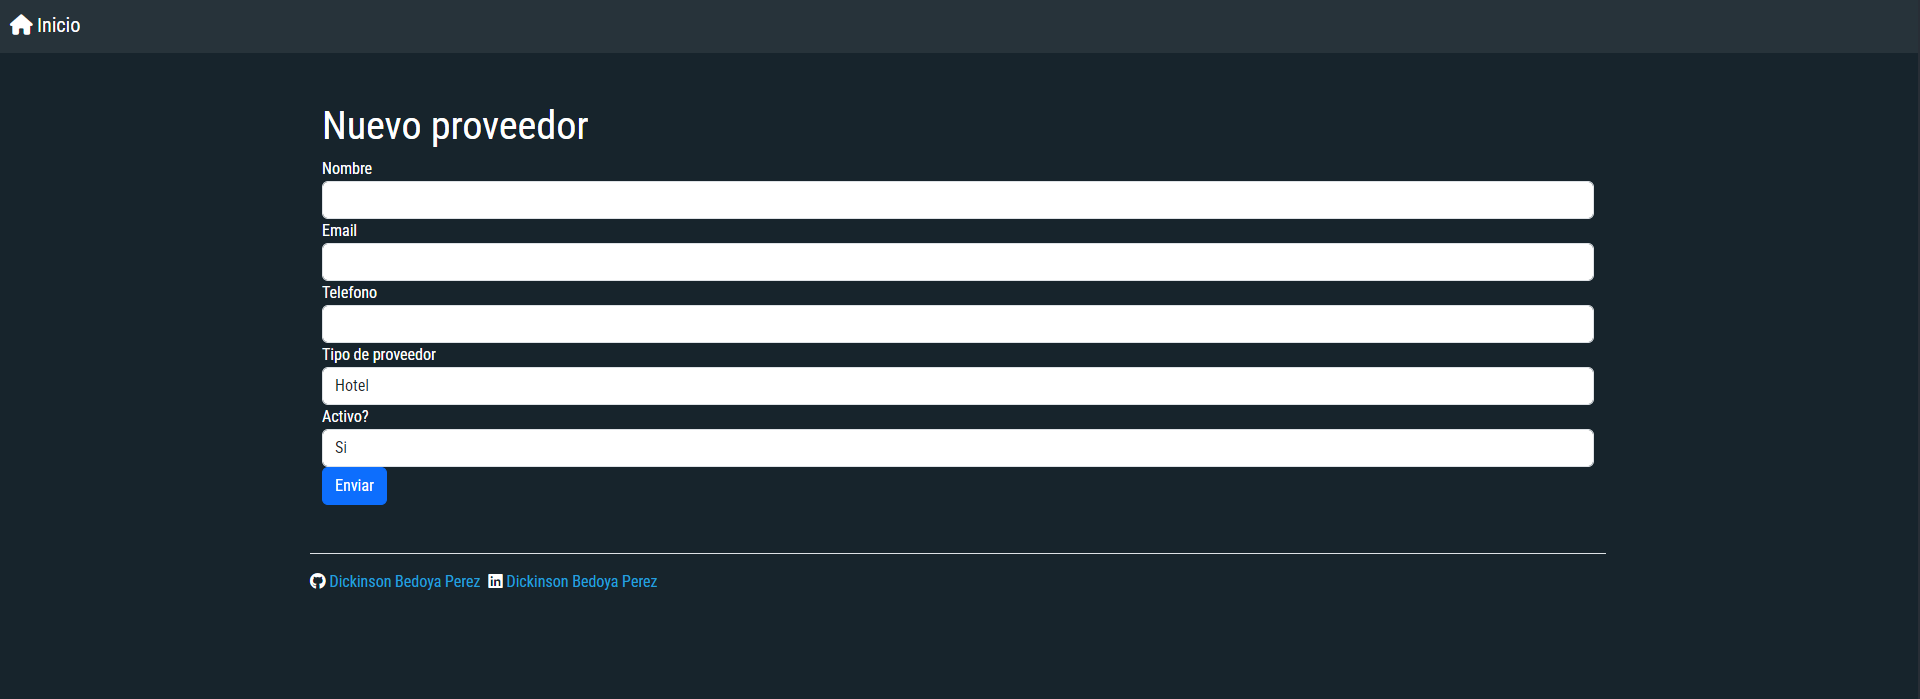 Inicio
Nuevo proveedor
Nombre
Email
Telefono
Tipo de proveedor
Hotel
Activo?
Si
Enviar
Dickinson Bedoya Perez in Dickinson Bedoya Perez